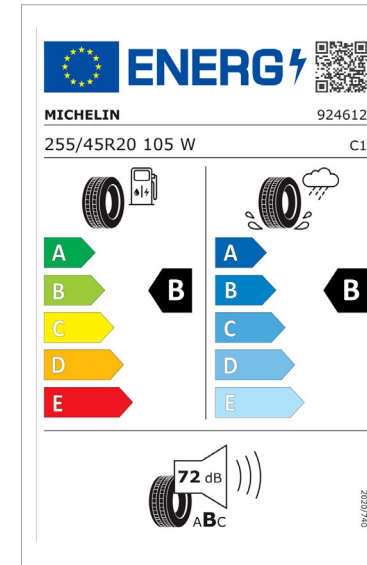 ENERG
MICHELIN 924612
255/45R20 105 W C1
A A
B B B B
C C
D D
E E
72 dB
ABC
2020/740